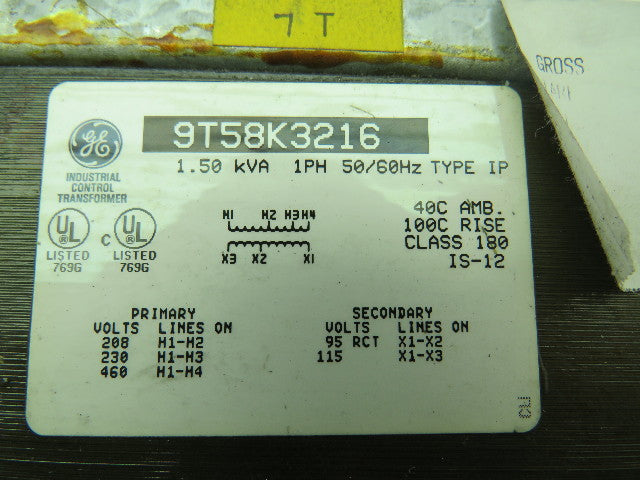 7 T
GROSS
GE
9T58K3216
1.50 kVA 1PH 50/60Hz TYPE IP
INDUSTRIAL
CONTROL
TRANSFORMER
UL ® C UL ®
LISTED LISTED
769G 769G
H1 H2 H3 H4
X3 X2 X1
40C AMB.
100C RISE
CLASS 180
IS-12
PRIMARY
VOLTS LINES ON
208 H1-H2
230 H1-H3
460 H1-H4
SECONDARY
VOLTS LINES ON
95 RCT X1-X2
115 X1-X3